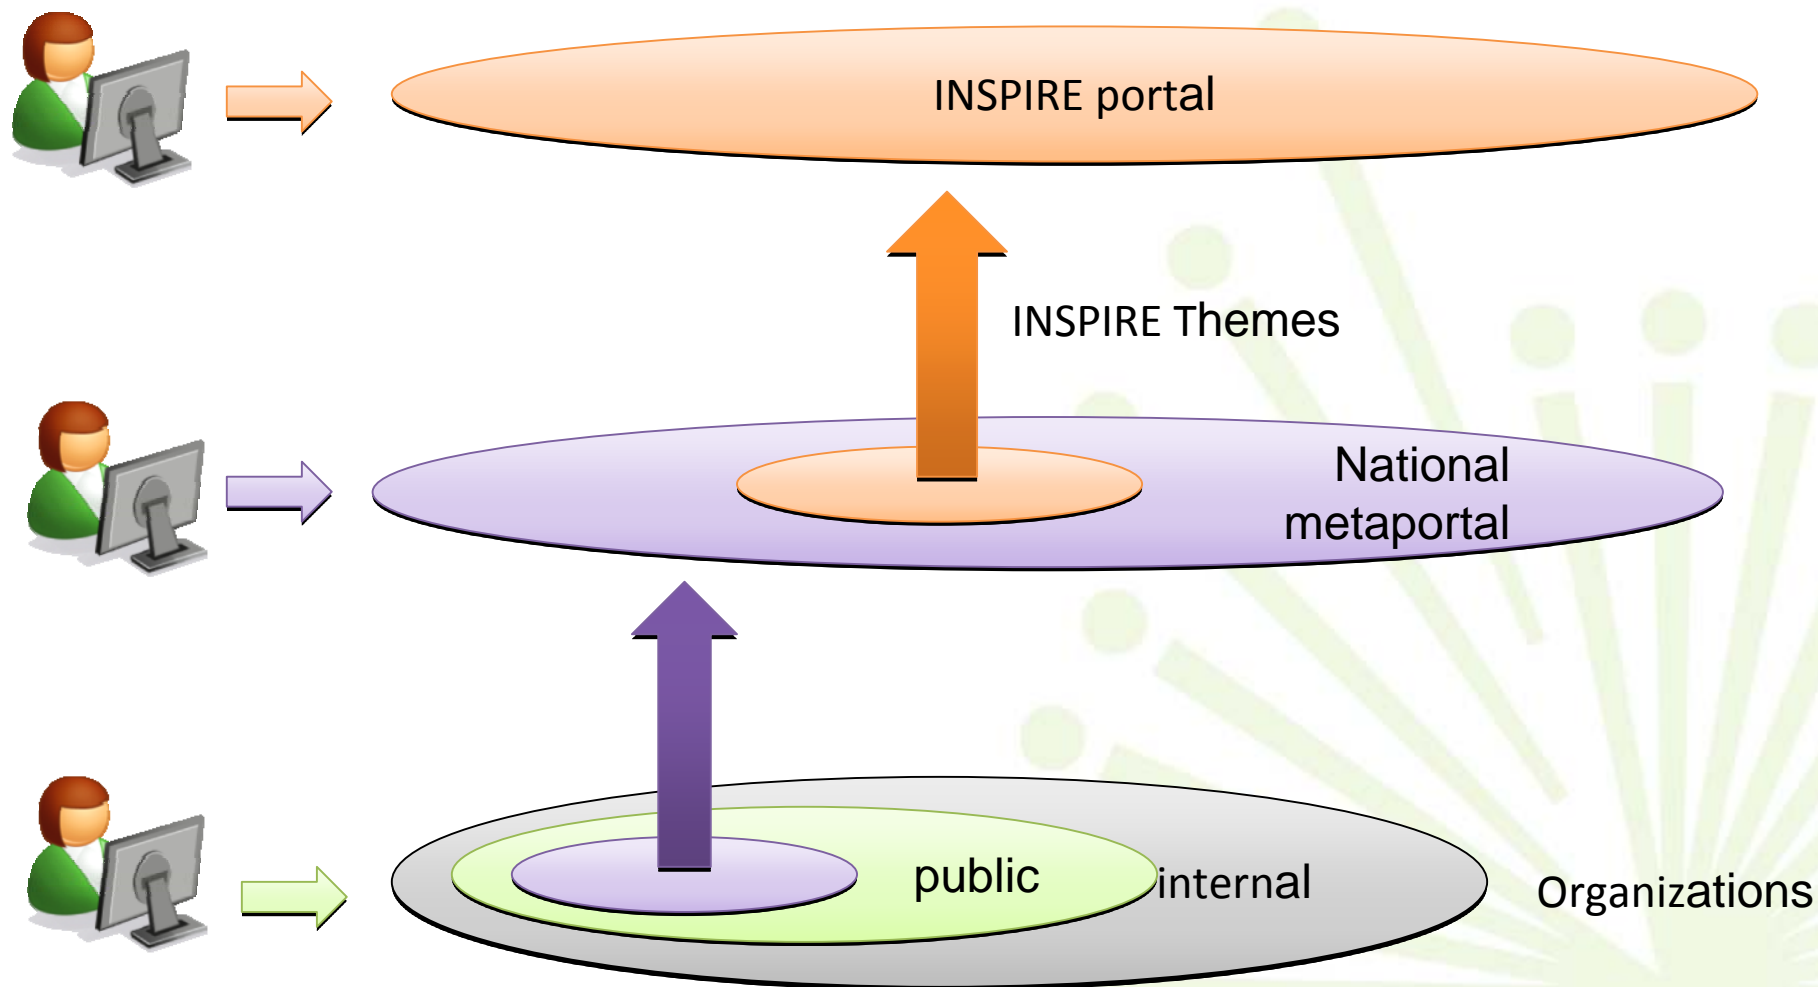 INSPIRE portal
INSPIRE Themes
National
metaportal
public
internal
Organizations